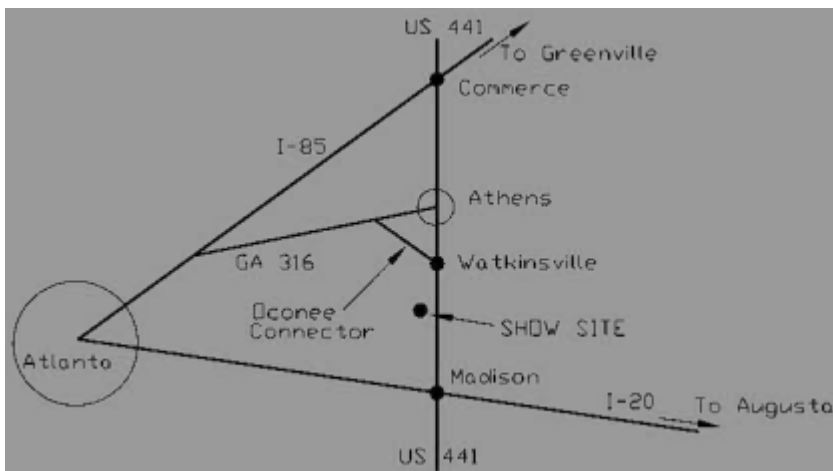 US 441
To Greenville
Commerce
I-85
Athens
GA 316
Watkinsville
Oconee
Connector
SHOW SITE
Atlanta
Madison
I-20
To Augusta
US 441